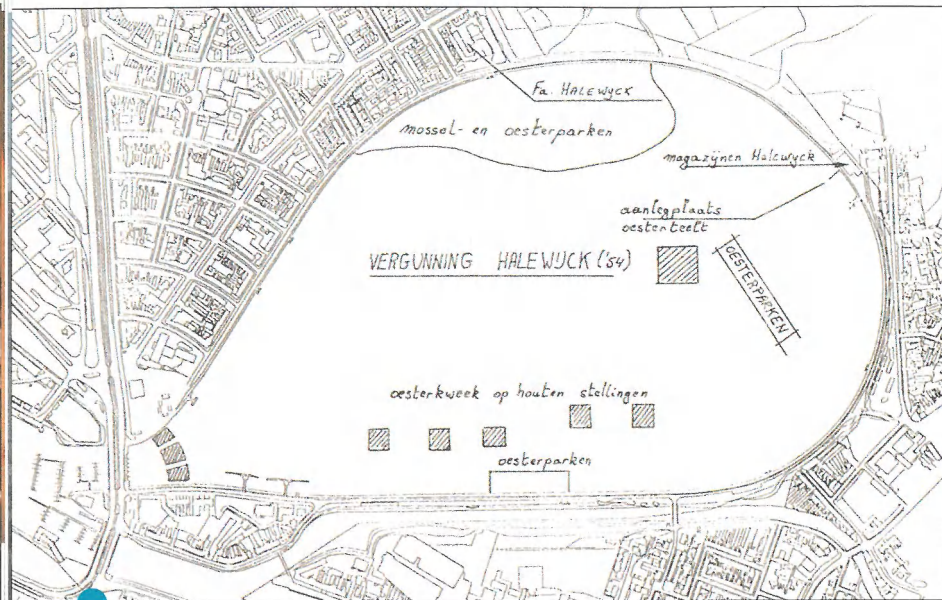 Fa. HALEWYCK
mossel- en oesterparken
magazijnen Halewyck
aanlegplaats
oesterteelt
VERGUNNING HALEWIJCK ('54)
OESTERPARKEN
oesterkweek op houten stellingen
oesterparken